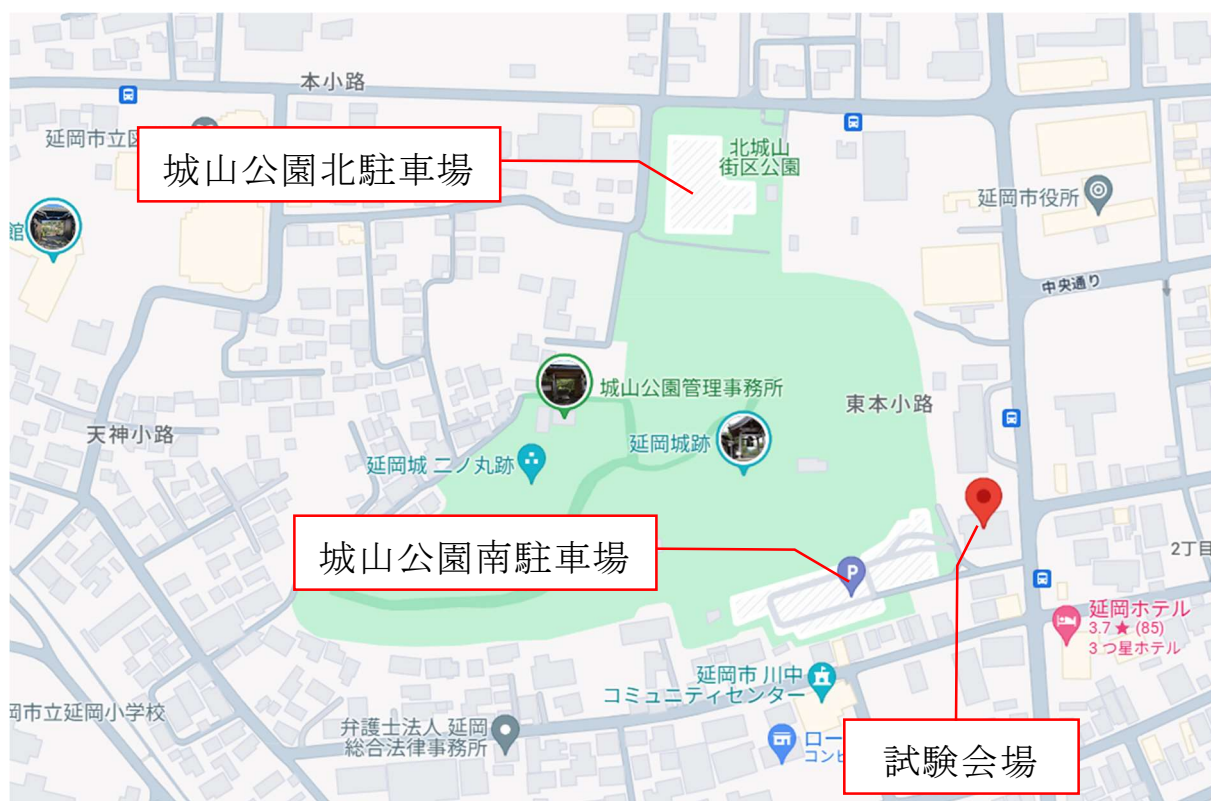 本小路
延岡市立図
城山公園北駐車場
北城山
街区公園
延岡市役所
館
中央通り
城山公園管理事務所
東本小路
天神小路
延岡城跡
延岡城 二ノ丸跡
城山公園南駐車場
P
2丁目
延岡ホテル
3.7 ★ (85)
3 つ星ホテル
延岡市 川中
コミュニティセンター
岡市立延岡小学校
弁護士法人 延岡
総合法律事務所
ロー
コンビ
試験会場